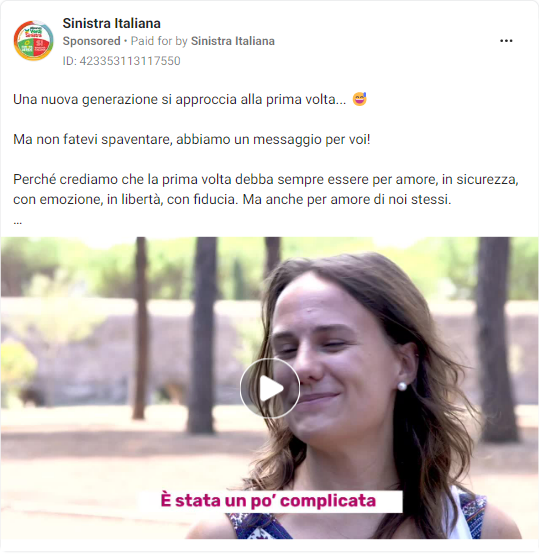 Sinistra Italiana
Sponsored • Paid for by Sinistra Italiana
ID: 423353113117550
Una nuova generazione si approccia alla prima volta... 😅
Ma non fatevi spaventare, abbiamo un messaggio per voi!
Perché crediamo che la prima volta debba sempre essere per amore, in sicurezza,
con emozione, in libertà, con fiducia. Ma anche per amore di noi stessi.
...
È stata un po’ complicata